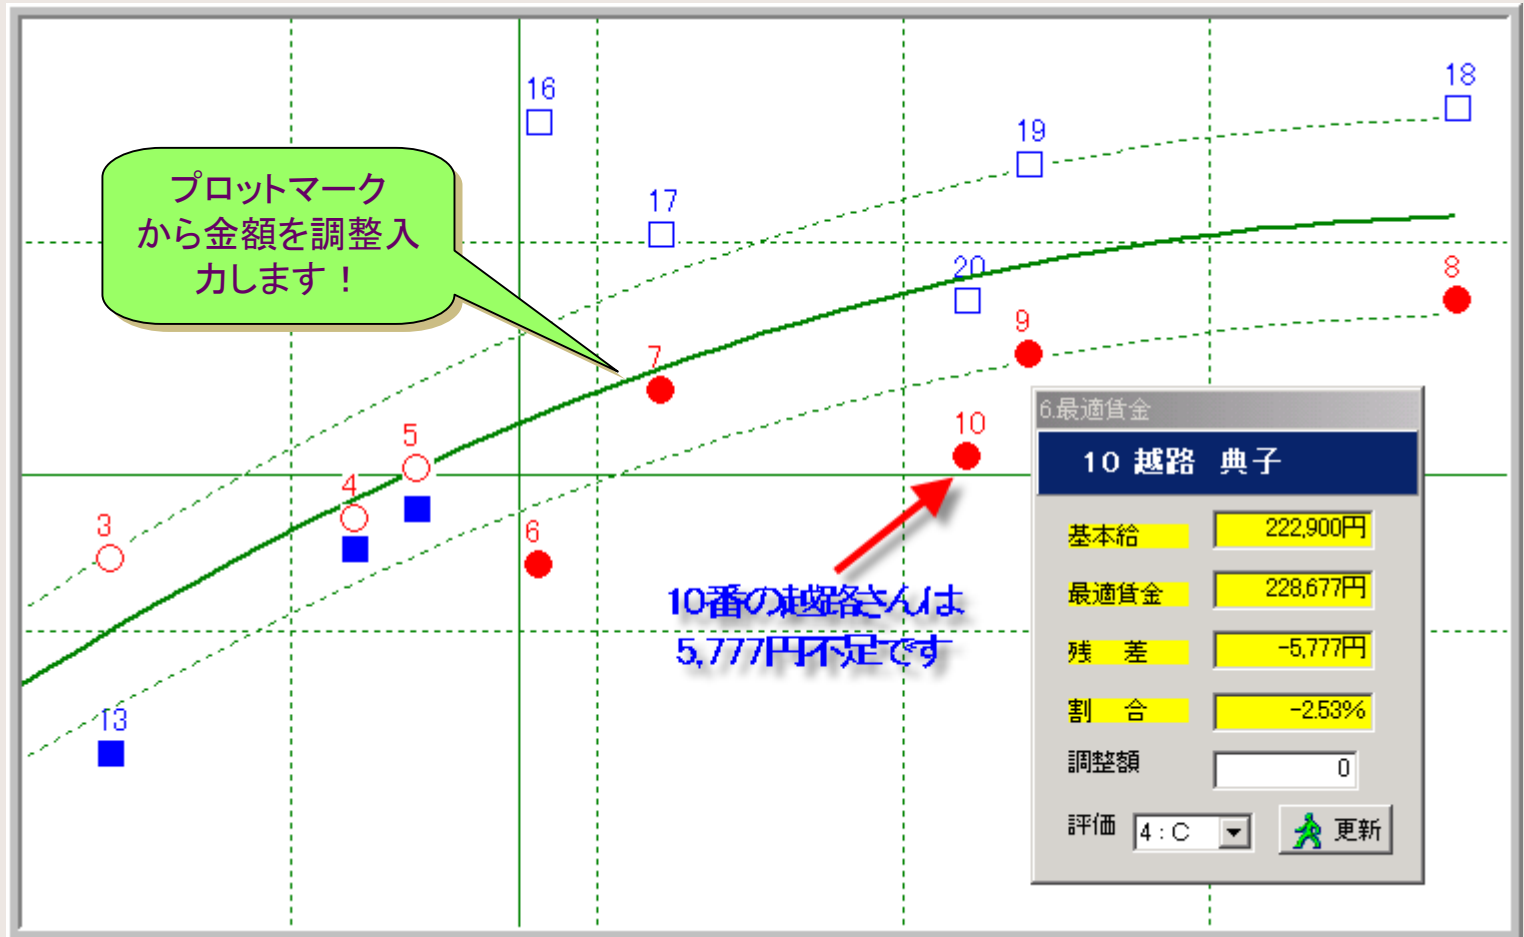 16
18
19
プロットマーク
から金額を調整入
力します！
17
20
8
9
7
10
5
4
3
6
13
10番の越路さんは
5,777円不足です
6.最適賃金
10 越路 典子
基本給 222,900円
最適賃金 228,677円
残 差 -5,777円
割 合 -2.53%
調整額 0
評価 4：C 更新